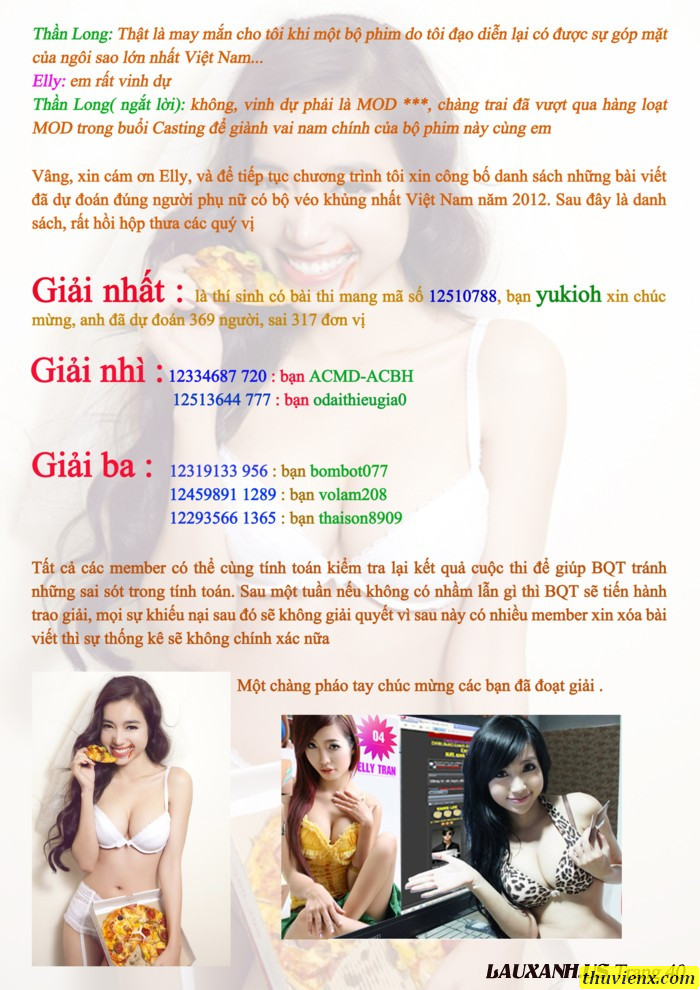 Thần Long: Thật là may mắn cho tôi khi một bộ phim do tôi đạo diễn lại có được sự góp mặt
của ngôi sao lớn nhất Việt Nam...
Elly: em rất vinh dự
Thần Long( ngắt lời): không, vinh dự phải là MOD ***, chàng trai đã vượt qua hàng loạt
MOD trong buổi Casting để giành vai nam chính của bộ phim này cùng em
Vâng, xin cám ơn Elly, và để tiếp tục chương trình tôi xin công bố danh sách những bài viết
đã dự đoán đúng người phụ nữ có bộ véo khủng nhất Việt Nam năm 2012. Sau đây là danh
sách, rất hồi hộp thưa các quý vị
Giải nhất : là thí sinh có bài thi mang mã số 12510788, bạn yukioh xin chúc
mừng, anh đã dự đoán 369 người, sai 317 đơn vị
Giải nhì : 12334687 720 : bạn ACMD-ACBH
12513644 777 : bạn odaithieugia0
Giải ba : 12319133 956 : bạn bombot077
12459891 1289 : bạn volam208
12293566 1365 : bạn thaison8909
Tất cả các member có thể cùng tính toán kiểm tra lại kết quả cuộc thi để giúp BQT tránh
những sai sót trong tính toán. Sau một tuần nếu không có nhầm lẫn gì thì BQT sẽ tiến hành
trao giải, mọi sự khiếu nại sau đó sẽ không giải quyết vì sau này có nhiều member xin xóa bài
viết thì sự thống kê sẽ không chính xác nữa
Một chàng pháo tay chúc mừng các bạn đã đoạt giải .
04
ELLY TRAN
LAUXANH.US Trang 40
thuvienx.com